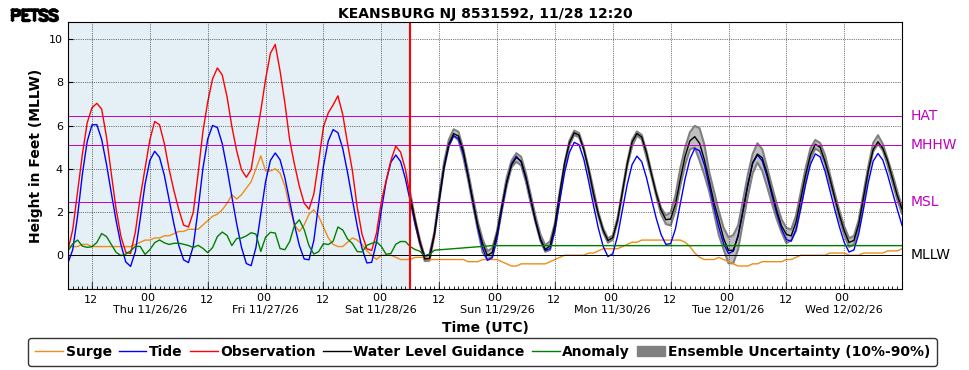 PETSS
KEANSBURG NJ 8531592, 11/28 12:20
Height in Feet (MLLW)
10
8
6
4
2
0
HAT
MHHW
MSL
MLLW
12 00 12 00 12 00 12 00 12 00 12 00 12 00
Thu 11/26/26 Fri 11/27/26 Sat 11/28/26 Sun 11/29/26 Mon 11/30/26 Tue 12/01/26 Wed 12/02/26
Time (UTC)
Surge Tide Observation Water Level Guidance Anomaly Ensemble Uncertainty (10%-90%)